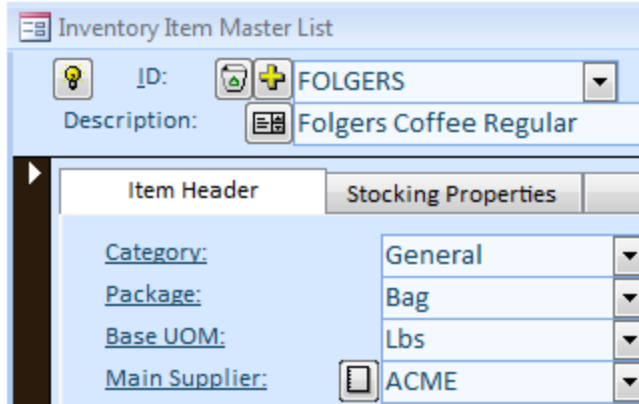 Inventory Item Master List
ID: FOLGERS
Description: Folgers Coffee Regular
Item Header Stocking Properties
Category: General
Package: Bag
Base UOM: Lbs
Main Supplier: ACME